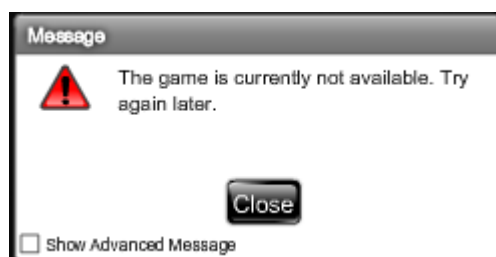 Message
The game is currently not available. Try
again later.
Close
Show Advanced Message